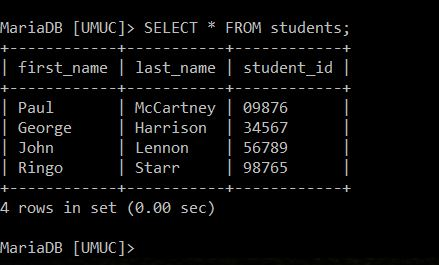 MariaDB [UMUC]> SELECT * FROM students;
+------------+-----------+------------+
| first_name | last_name | student_id |
+------------+-----------+------------+
| Paul       | McCartney | 09876      |
| George     | Harrison  | 34567      |
| John       | Lennon    | 56789      |
| Ringo      | Starr     | 98765      |
+------------+-----------+------------+
4 rows in set (0.00 sec)
MariaDB [UMUC]>